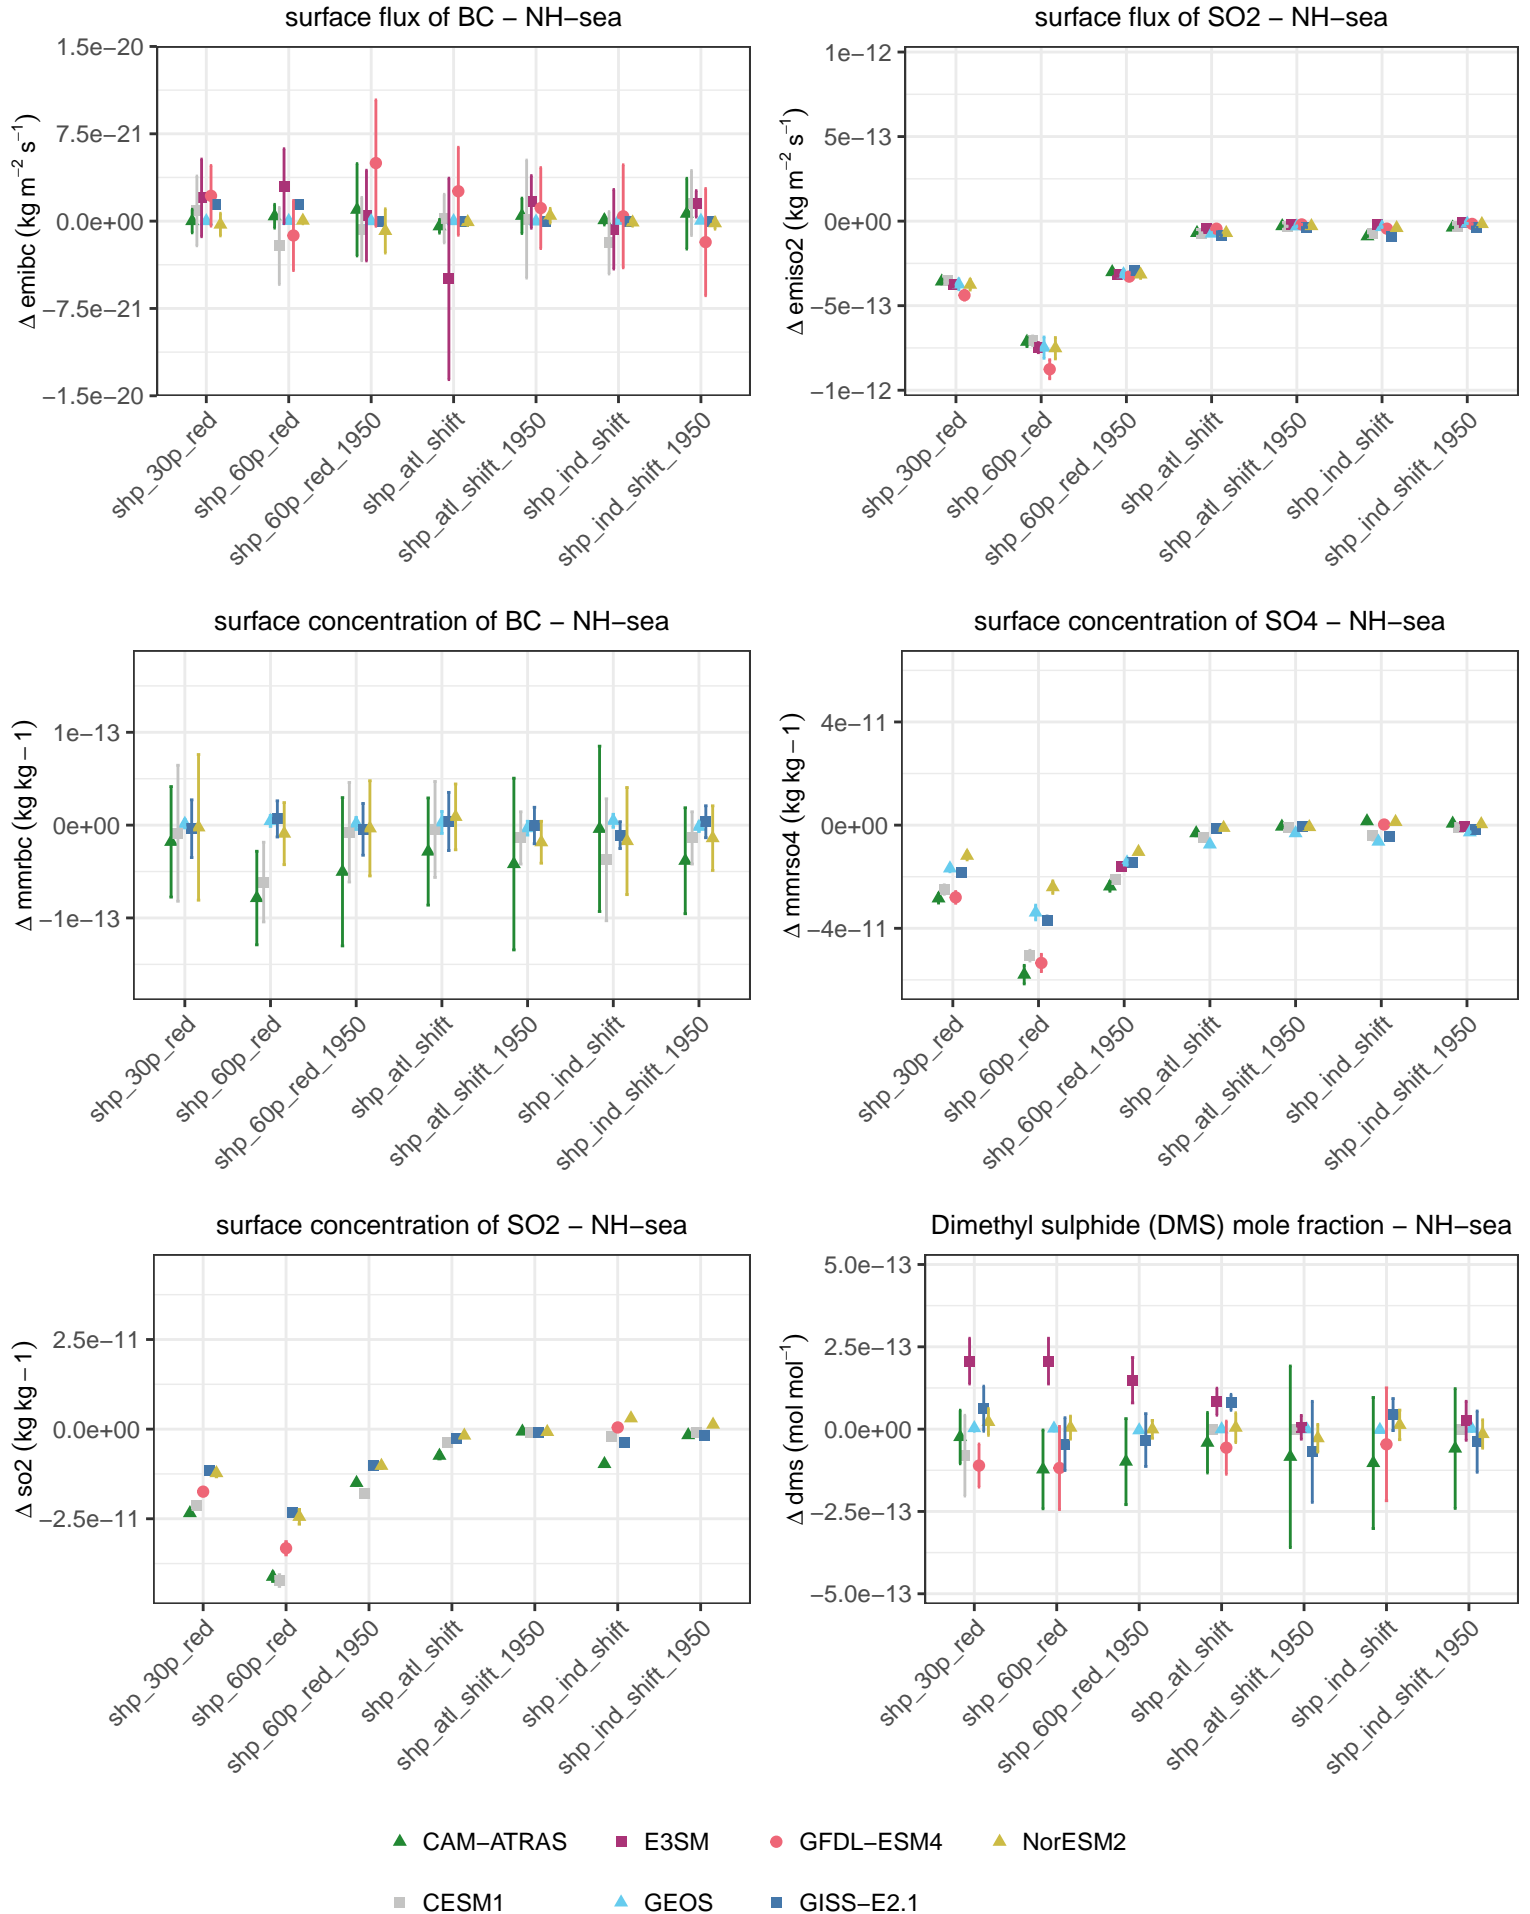 surface flux of BC − NH−sea
1.5e−20
7.5e−21
0.0e+00
−7.5e−21
−1.5e−20
Δ emibc (kg m−2 s−1)
shp_30p_red
shp_60p_red
shp_60p_red_1950
shp_atl_shift
shp_atl_shift_1950
shp_ind_shift
shp_ind_shift_1950
surface flux of SO2 − NH−sea
1e−12
5e−13
0e+00
−5e−13
−1e−12
Δ emiso2 (kg m−2 s−1)
shp_30p_red
shp_60p_red
shp_60p_red_1950
shp_atl_shift
shp_atl_shift_1950
shp_ind_shift
shp_ind_shift_1950
surface concentration of BC − NH−sea
1e−13
0e+00
−1e−13
Δ mmrbc (kg kg − 1)
shp_30p_red
shp_60p_red
shp_60p_red_1950
shp_atl_shift
shp_atl_shift_1950
shp_ind_shift
shp_ind_shift_1950
surface concentration of SO4 − NH−sea
4e−11
0e+00
−4e−11
Δ mmrso4 (kg kg − 1)
shp_30p_red
shp_60p_red
shp_60p_red_1950
shp_atl_shift
shp_atl_shift_1950
shp_ind_shift
shp_ind_shift_1950
surface concentration of SO2 − NH−sea
2.5e−11
0.0e+00
−2.5e−11
Δ so2 (kg kg − 1)
shp_30p_red
shp_60p_red
shp_60p_red_1950
shp_atl_shift
shp_atl_shift_1950
shp_ind_shift
shp_ind_shift_1950
Dimethyl sulphide (DMS) mole fraction − NH−sea
5.0e−13
2.5e−13
0.0e+00
−2.5e−13
−5.0e−13
Δ dms (mol mol−1)
shp_30p_red
shp_60p_red
shp_60p_red_1950
shp_atl_shift
shp_atl_shift_1950
shp_ind_shift
shp_ind_shift_1950
CAM−ATRAS E3SM GFDL−ESM4 NorESM2
CESM1 GEOS GISS−E2.1